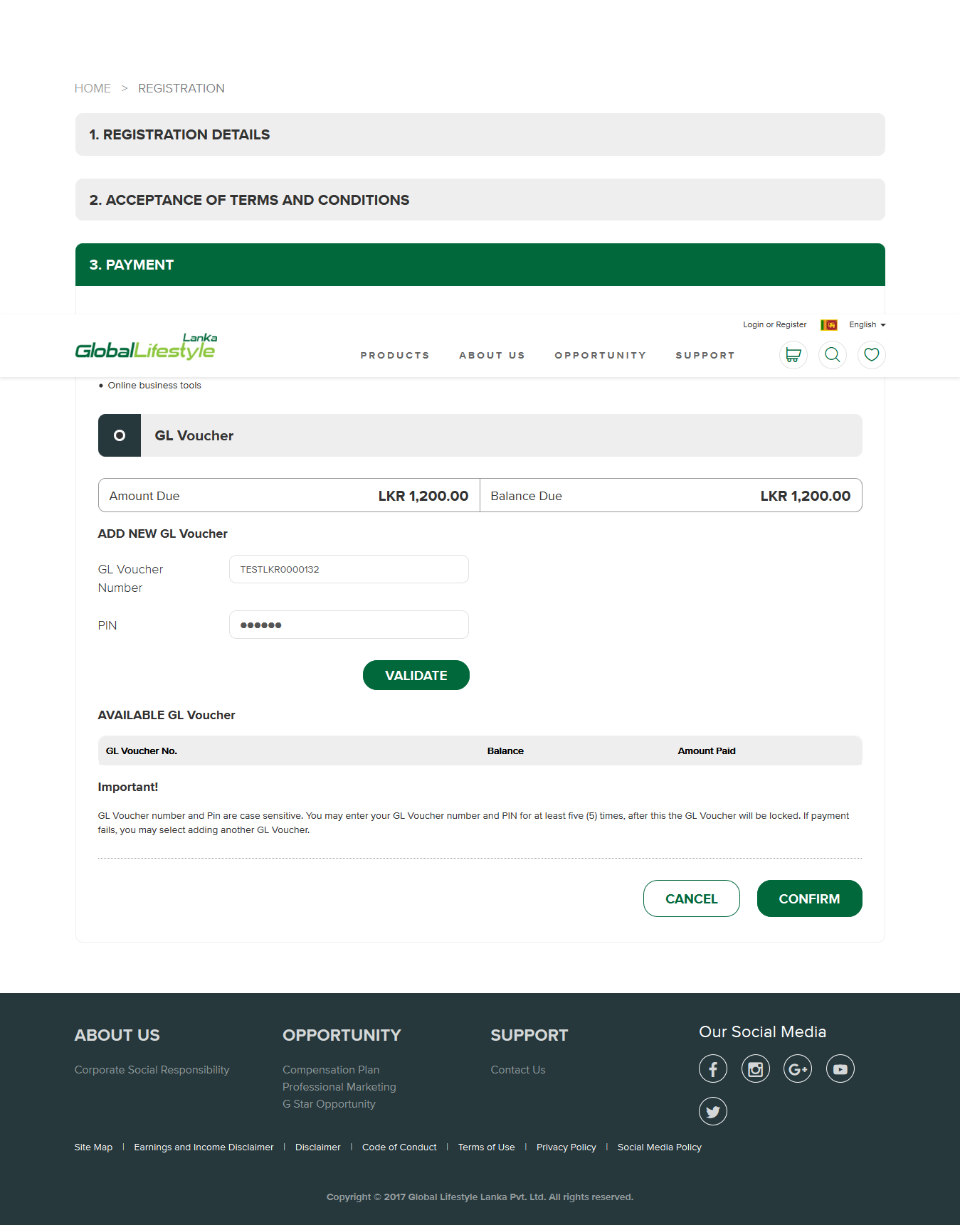 HOME > REGISTRATION
1. REGISTRATION DETAILS
2. ACCEPTANCE OF TERMS AND CONDITIONS
3. PAYMENT
Login or Register English
GlobalLifestyle Lanka
PRODUCTS ABOUT US OPPORTUNITY SUPPORT
• Online business tools
GL Voucher
Amount Due LKR 1,200.00 Balance Due LKR 1,200.00
ADD NEW GL Voucher
GL Voucher
Number
TESTLKR0000132
PIN ●●●●●●
VALIDATE
AVAILABLE GL Voucher
GL Voucher No. Balance Amount Paid
Important!
GL Voucher number and Pin are case sensitive. You may enter your GL Voucher number and PIN for at least five (5) times, after this the GL Voucher will be locked. If payment
fails, you may select adding another GL Voucher.
CANCEL CONFIRM
ABOUT US
Corporate Social Responsibility
OPPORTUNITY
Compensation Plan
Professional Marketing
G Star Opportunity
SUPPORT
Contact Us
Our Social Media
Site Map | Earnings and Income Disclaimer | Disclaimer | Code of Conduct | Terms of Use | Privacy Policy | Social Media Policy
Copyright © 2017 Global Lifestyle Lanka Pvt. Ltd. All rights reserved.